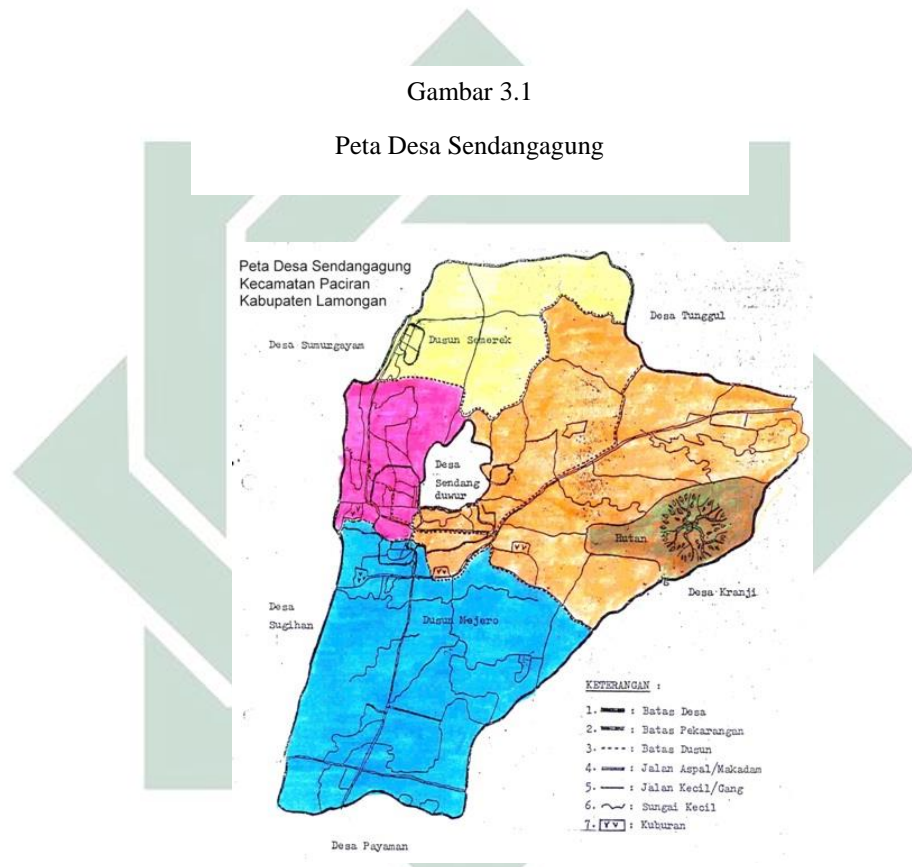 Gambar 3.1
Peta Desa Sendangagung
Peta Desa Sendangagung
Kecamatan Paciran
Kabupaten Lamongan
Desa Tunggul
Desa Sumurgayam
Dusun Semerek
Desa
Sendang
duwur
Hutan
Desa Kranji
Desa
Sugihan
Dusun Mejero
KETERANGAN :
1. : Batas Desa
2. : Batas Pekarangan
3. : Batas Dusun
4. : Jalan Aspal/Makadam
5. : Jalan Kecil/Gang
6. : Sungai Kecil
7. : Kuburan
Desa Payaman